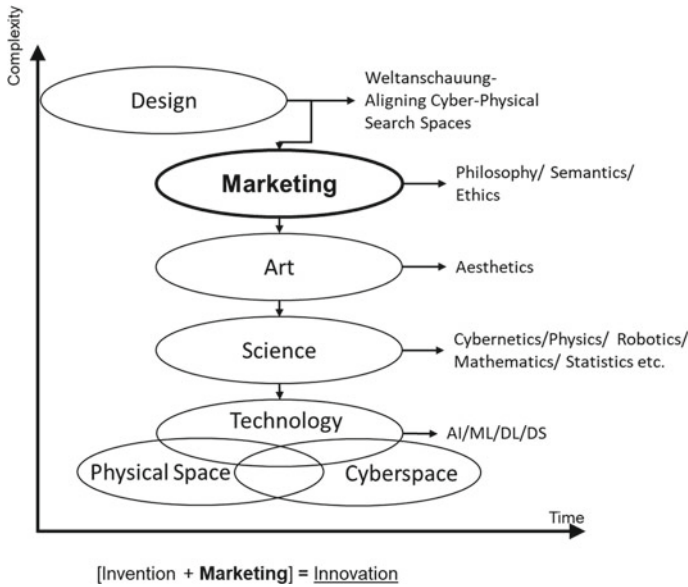 Complexity
Design
Weltanschauung-
Aligning Cyber-Physical
Search Spaces
Marketing
Philosophy/ Semantics/
Ethics
Art
Aesthetics
Science
Cybernetics/Physics/ Robotics/
Mathematics/ Statistics etc.
Technology
AI/ML/DL/DS
Physical Space
Cyberspace
Time
[Invention + Marketing] = Innovation